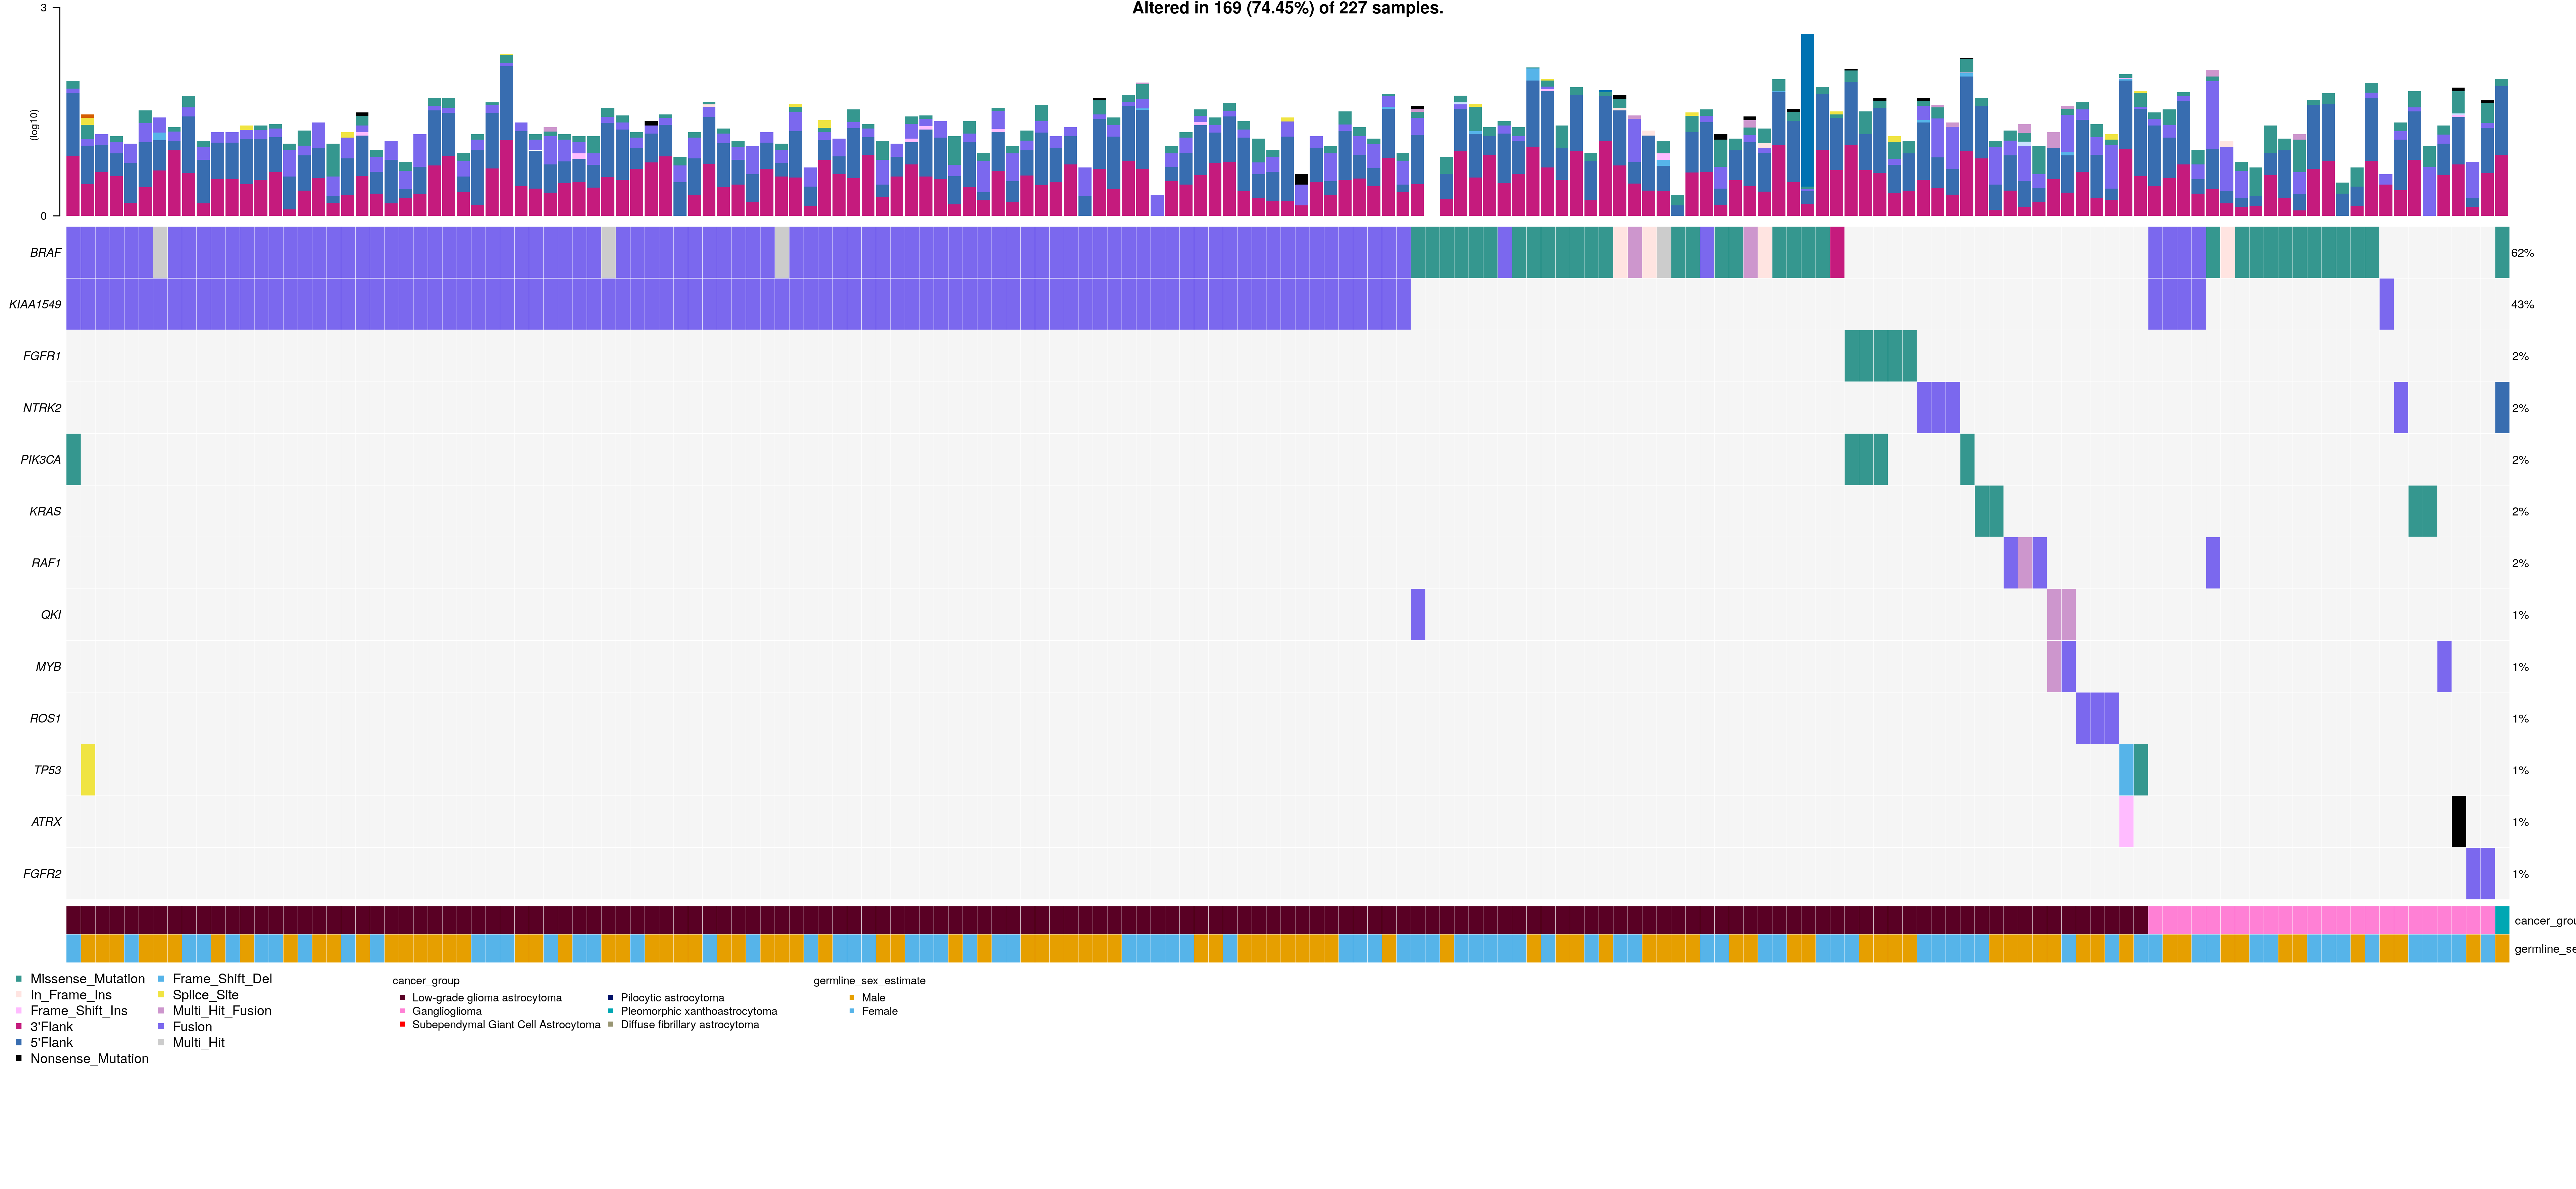 Altered in 169 (74.45%) of 227 samples.
3
(log10)
0
BRAF 62%
KIAA1549 43%
FGFR1 2%
NTRK2 2%
PIK3CA 2%
KRAS 2%
RAF1 2%
QKI 1%
MYB 1%
ROS1 1%
TP53 1%
ATRX 1%
FGFR2 1%
cancer_grou
germline_se
Missense_Mutation
In_Frame_Ins
Frame_Shift_Ins
3'Flank
5'Flank
Nonsense_Mutation
Frame_Shift_Del
Splice_Site
Multi_Hit_Fusion
Fusion
Multi_Hit
cancer_group
Low-grade glioma astrocytoma
Ganglioglioma
Subependymal Giant Cell Astrocytoma
Pilocytic astrocytoma
Pleomorphic xanthoastrocytoma
Diffuse fibrillary astrocytoma
germline_sex_estimate
Male
Female